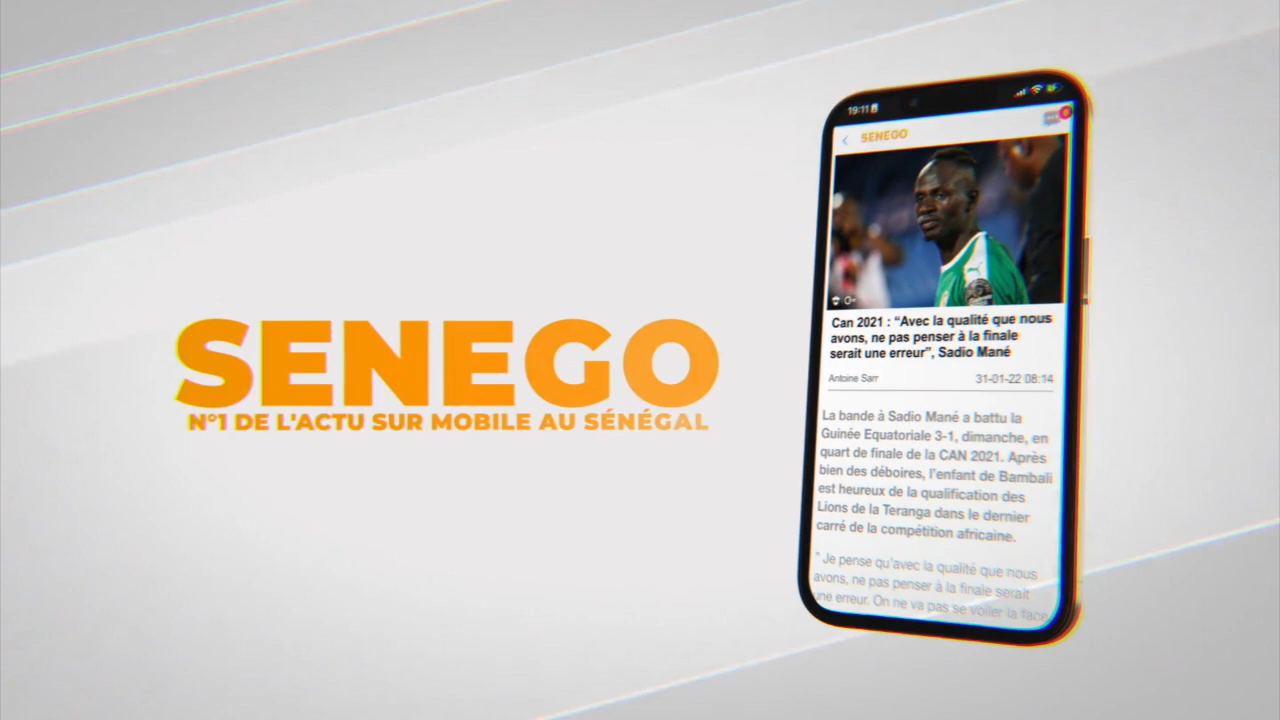 SENEGO
N°1 DE L'ACTU SUR MOBILE AU SÉNÉGAL
19:11
SENEGO
Can 2021 : “Avec la qualité que nous
avons, ne pas penser à la finale
serait une erreur”, Sadio Mané
Antoine Sarr 31-01-22 08:14
La bande à Sadio Mané a battu la
Guinée Equatoriale 3-1, dimanche, en
quart de finale de la CAN 2021. Après
bien des déboires, l'enfant de Bambali
est heureux de la qualification des
Lions de la Teranga dans le dernier
carré de la compétition africaine.
" Je pense qu'avec la qualité que nous
avons, ne pas penser à la finale serait
une erreur. On ne va pas se voiler la face